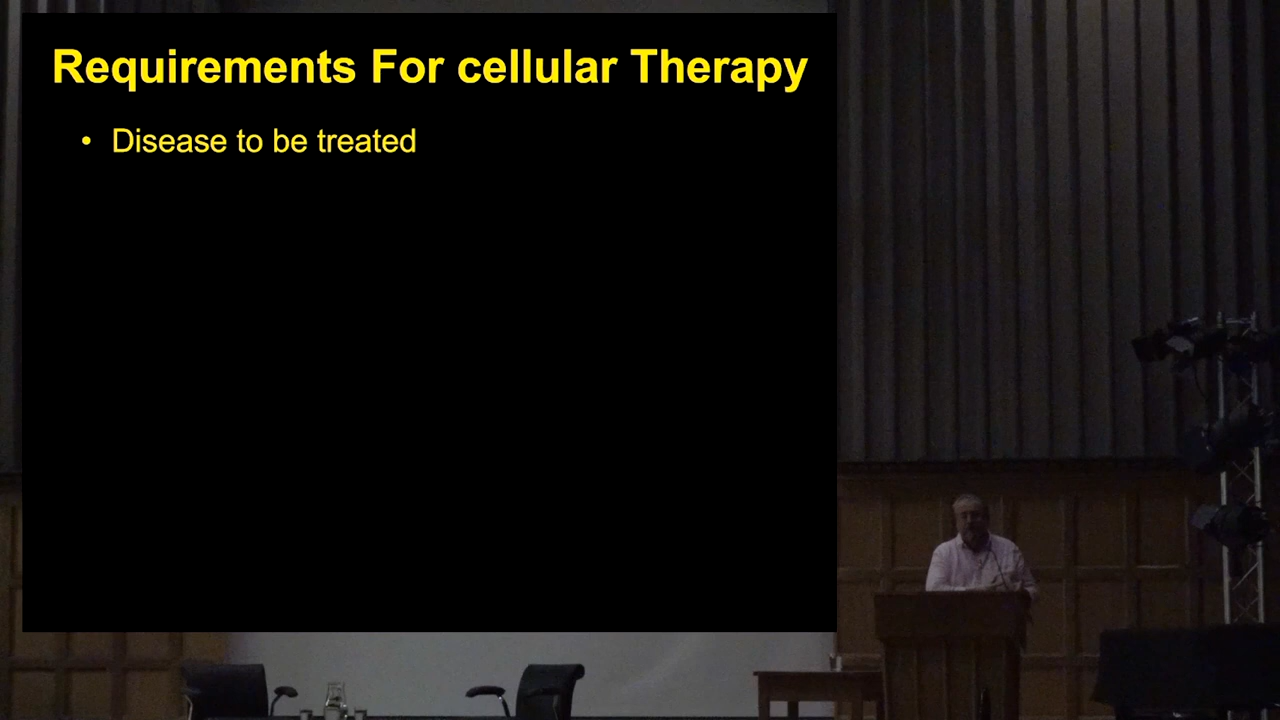 Requirements For cellular Therapy
• Disease to be treated